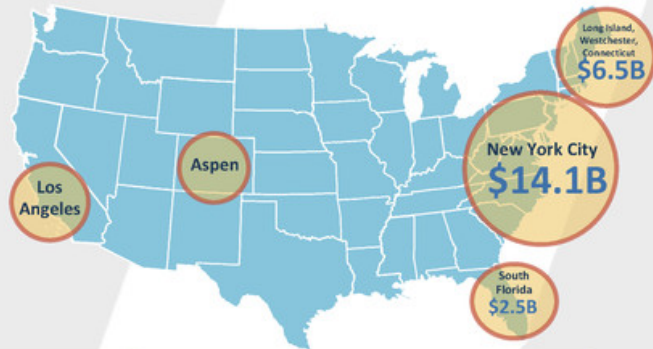 Long Island,
Westchester,
Connecticut
$6.5B
New York City
$14.1B
Aspen
Los
Angeles
South
Florida
$2.5B